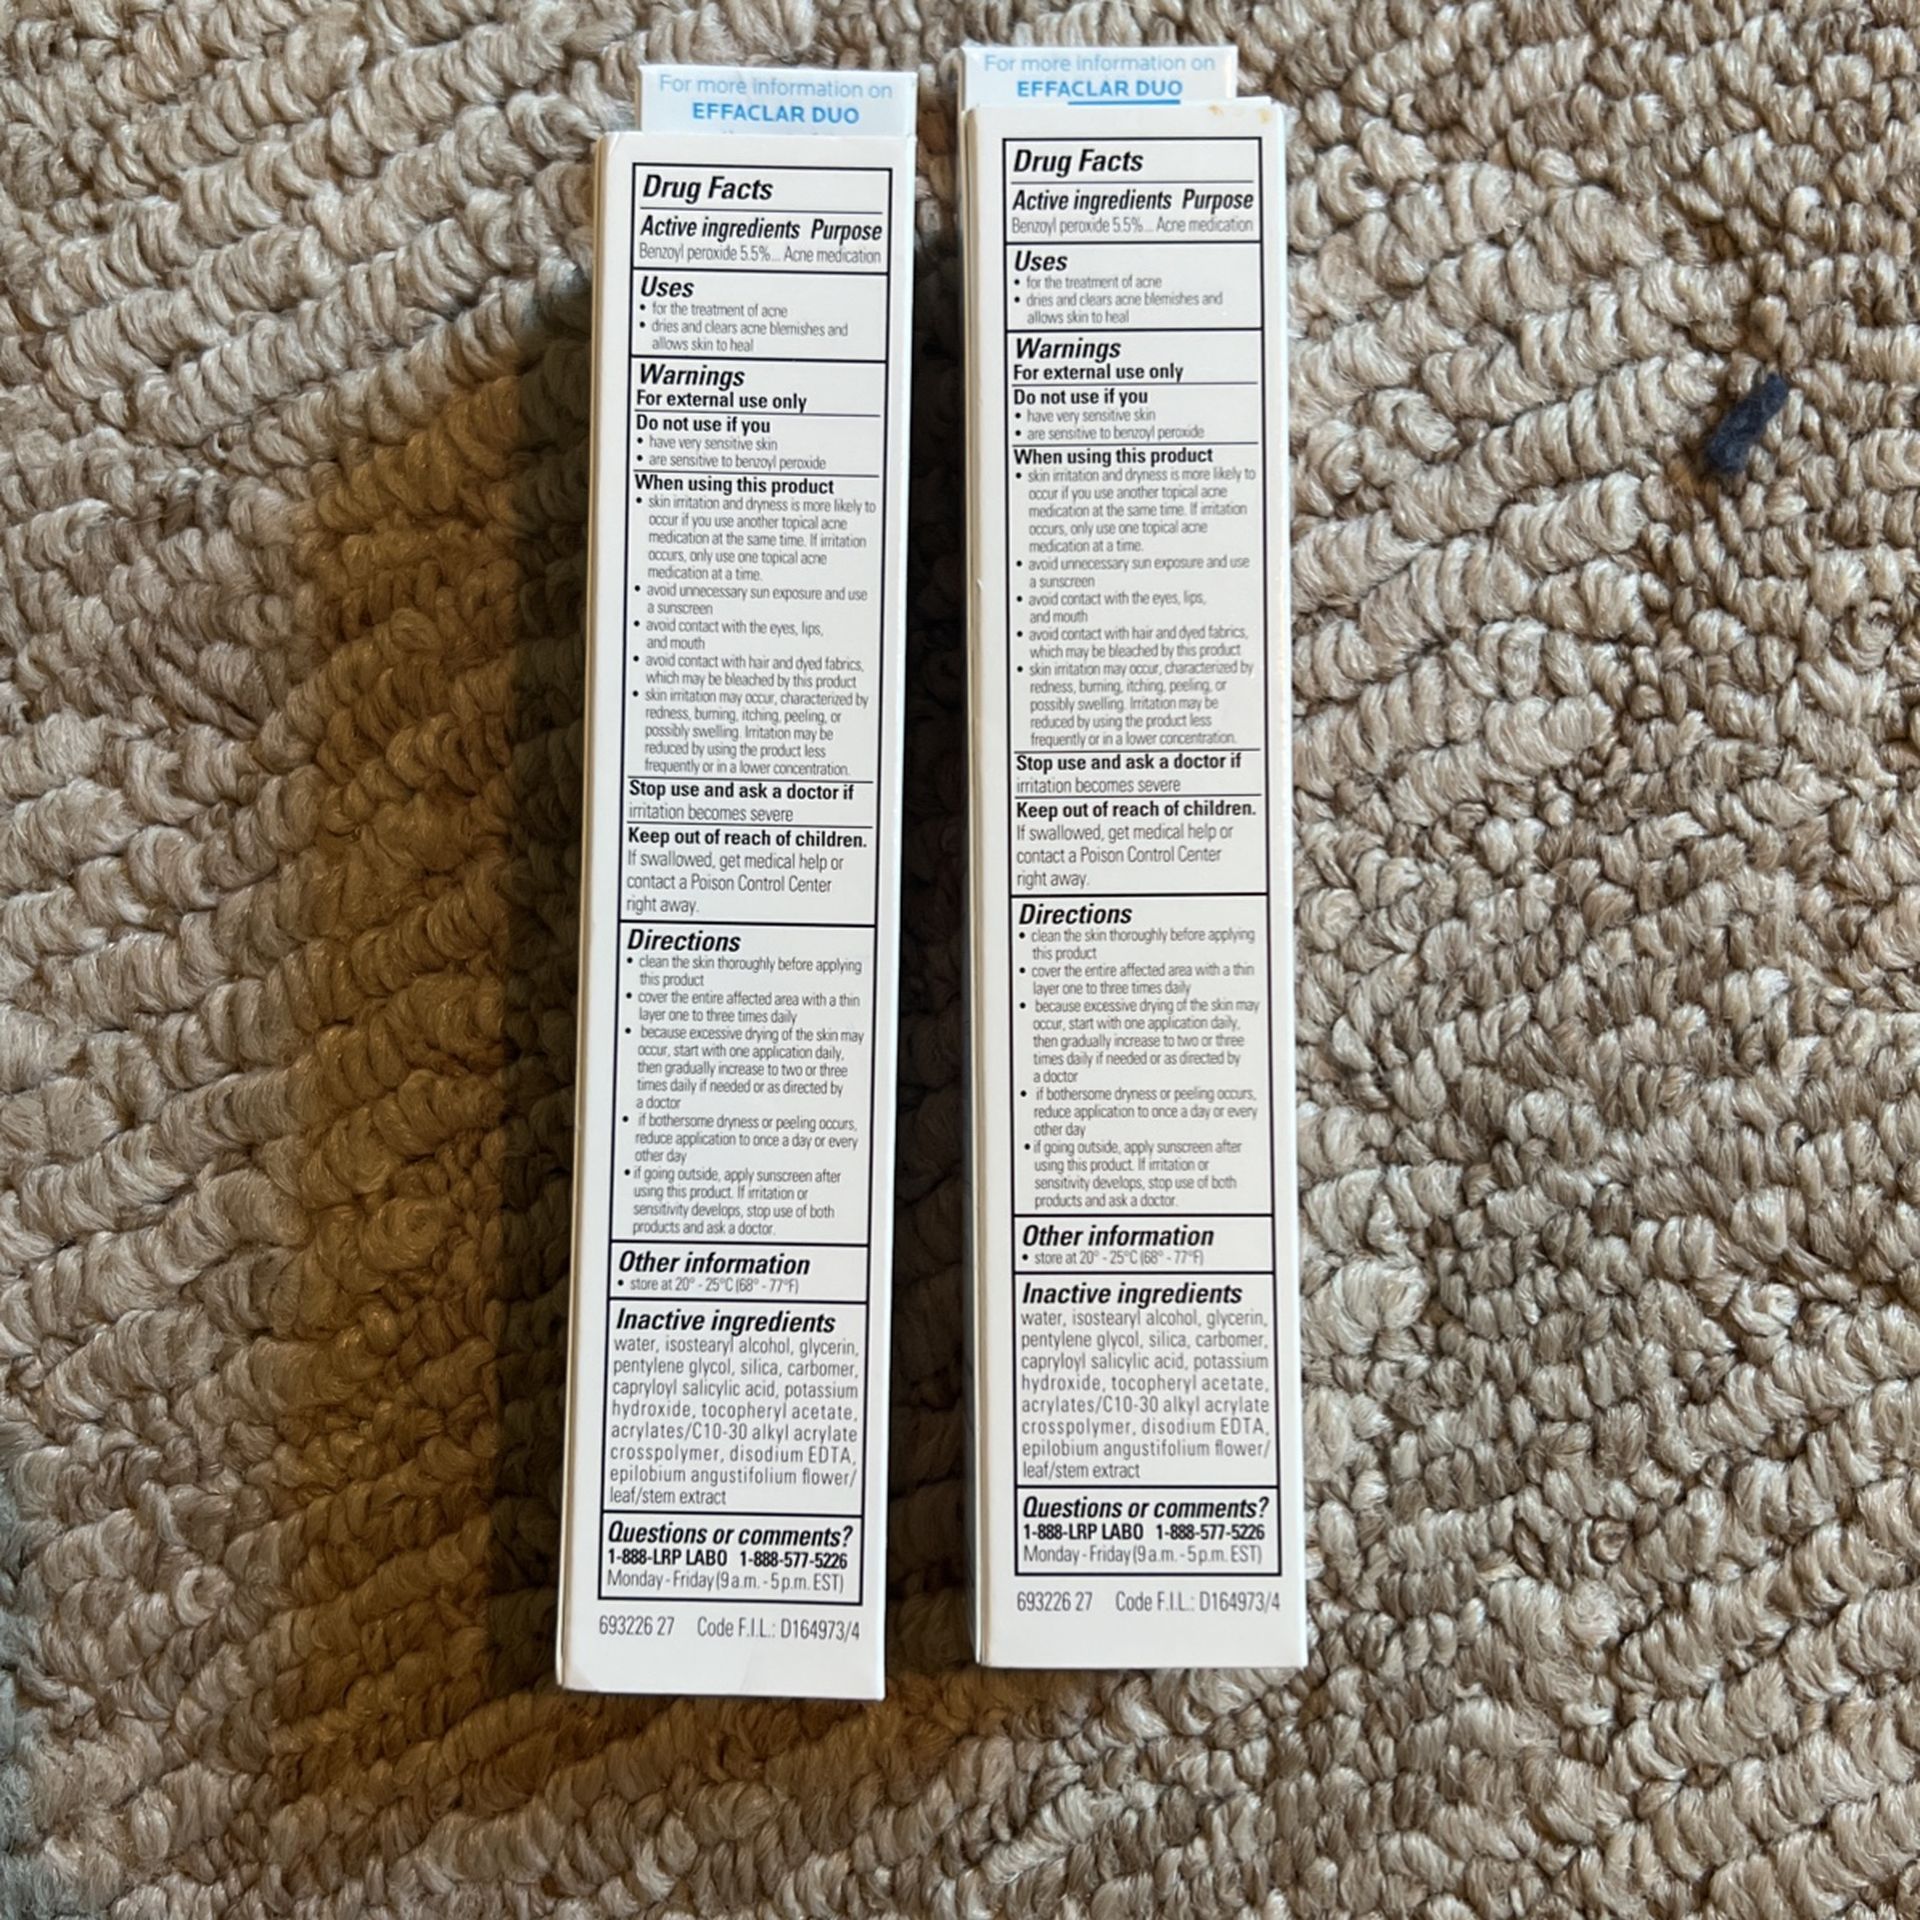 For more information on
EFFACLAR DUO
Drug Facts
Active ingredients Purpose
Benzoyl peroxide 5.5%... Acne medication
Uses
• for the treatment of acne
• dries and clears acne blemishes and
allows skin to heal
Warnings
For external use only
Do not use if you
• have very sensitive skin
• are sensitive to benzoyl peroxide
When using this product
• skin irritation and dryness is more likely to
occur if you use another topical acne
medication at the same time. If irritation
occurs, only use one topical acne
medication at a time.
• avoid unnecessary sun exposure and use
a sunscreen
• avoid contact with the eyes, lips,
and mouth
• avoid contact with hair and dyed fabrics,
which may be bleached by this product
• skin irritation may occur, characterized by
redness, burning, itching, peeling, or
possibly swelling. Irritation may be
reduced by using the product less
frequently or in a lower concentration.
Stop use and ask a doctor if
irritation becomes severe
Keep out of reach of children.
If swallowed, get medical help or
contact a Poison Control Center
right away.
Directions
• clean the skin thoroughly before applying
this product
• cover the entire affected area with a thin
layer one to three times daily
• because excessive drying of the skin may
occur, start with one application daily,
then gradually increase to two or three
times daily if needed or as directed by
a doctor
• if bothersome dryness or peeling occurs,
reduce application to once a day or every
other day
• if going outside, apply sunscreen after
using this product. If irritation or
sensitivity develops, stop use of both
products and ask a doctor.
Other information
• store at 20° - 25°C (68° - 77°F)
Inactive ingredients
water, isostearyl alcohol, glycerin,
pentylene glycol, silica, carbomer,
capryloyl salicylic acid, potassium
hydroxide, tocopheryl acetate,
acrylates/C10-30 alkyl acrylate
crosspolymer, disodium EDTA,
epilobium angustifolium flower/
leaf/stem extract
Questions or comments?
1-888-LRP LABO 1-888-577-5226
Monday - Friday (9 a.m. - 5 p.m. EST)
693226 27 Code F.I.L.: D164973/4
For more information on
EFFACLAR DUO
Drug Facts
Active ingredients Purpose
Benzoyl peroxide 5.5%... Acne medication
Uses
• for the treatment of acne
• dries and clears acne blemishes and
allows skin to heal
Warnings
For external use only
Do not use if you
• have very sensitive skin
• are sensitive to benzoyl peroxide
When using this product
• skin irritation and dryness is more likely to
occur if you use another topical acne
medication at the same time. If irritation
occurs, only use one topical acne
medication at a time.
• avoid unnecessary sun exposure and use
a sunscreen
• avoid contact with the eyes, lips,
and mouth
• avoid contact with hair and dyed fabrics,
which may be bleached by this product
• skin irritation may occur, characterized by
redness, burning, itching, peeling, or
possibly swelling. Irritation may be
reduced by using the product less
frequently or in a lower concentration.
Stop use and ask a doctor if
irritation becomes severe
Keep out of reach of children.
If swallowed, get medical help or
contact a Poison Control Center
right away.
Directions
• clean the skin thoroughly before applying
this product
• cover the entire affected area with a thin
layer one to three times daily
• because excessive drying of the skin may
occur, start with one application daily,
then gradually increase to two or three
times daily if needed or as directed by
a doctor
• if bothersome dryness or peeling occurs,
reduce application to once a day or every
other day
• if going outside, apply sunscreen after
using this product. If irritation or
sensitivity develops, stop use of both
products and ask a doctor.
Other information
• store at 20° - 25°C (68° - 77°F)
Inactive ingredients
water, isostearyl alcohol, glycerin,
pentylene glycol, silica, carbomer,
capryloyl salicylic acid, potassium
hydroxide, tocopheryl acetate,
acrylates/C10-30 alkyl acrylate
crosspolymer, disodium EDTA,
epilobium angustifolium flower/
leaf/stem extract
Questions or comments?
1-888-LRP LABO 1-888-577-5226
Monday - Friday (9 a.m. - 5 p.m. EST)
693226 27 Code F.I.L.: D164973/4